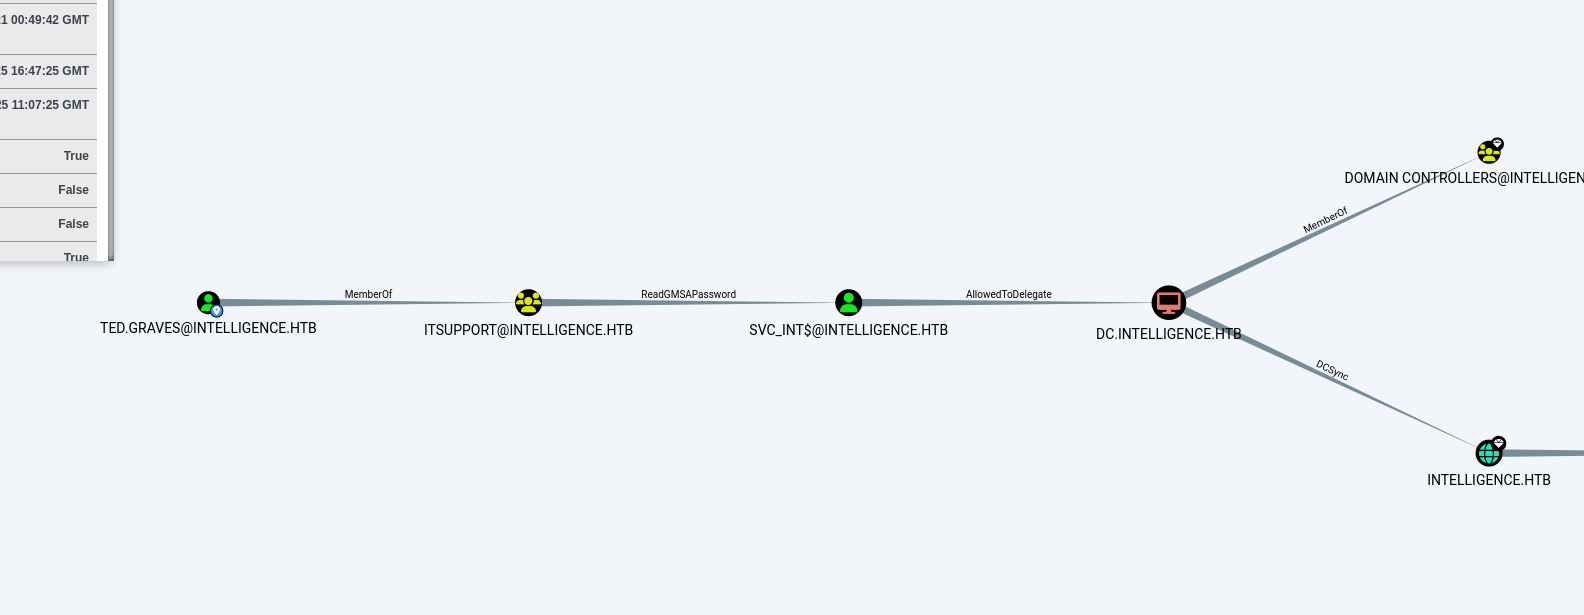 1 00:49:42 GMT
5 16:47:25 GMT
25 11:07:25 GMT
True
False
False
True
DOMAIN CONTROLLERS@INTELLIGEN
MemberOf
MemberOf
ReadGMSAPassword
AllowedToDelegate
TED.GRAVES@INTELLIGENCE.HTB
ITSUPPORT@INTELLIGENCE.HTB
SVC_INT$@INTELLIGENCE.HTB
DC.INTELLIGENCE.HTB
DCSync
INTELLIGENCE.HTB